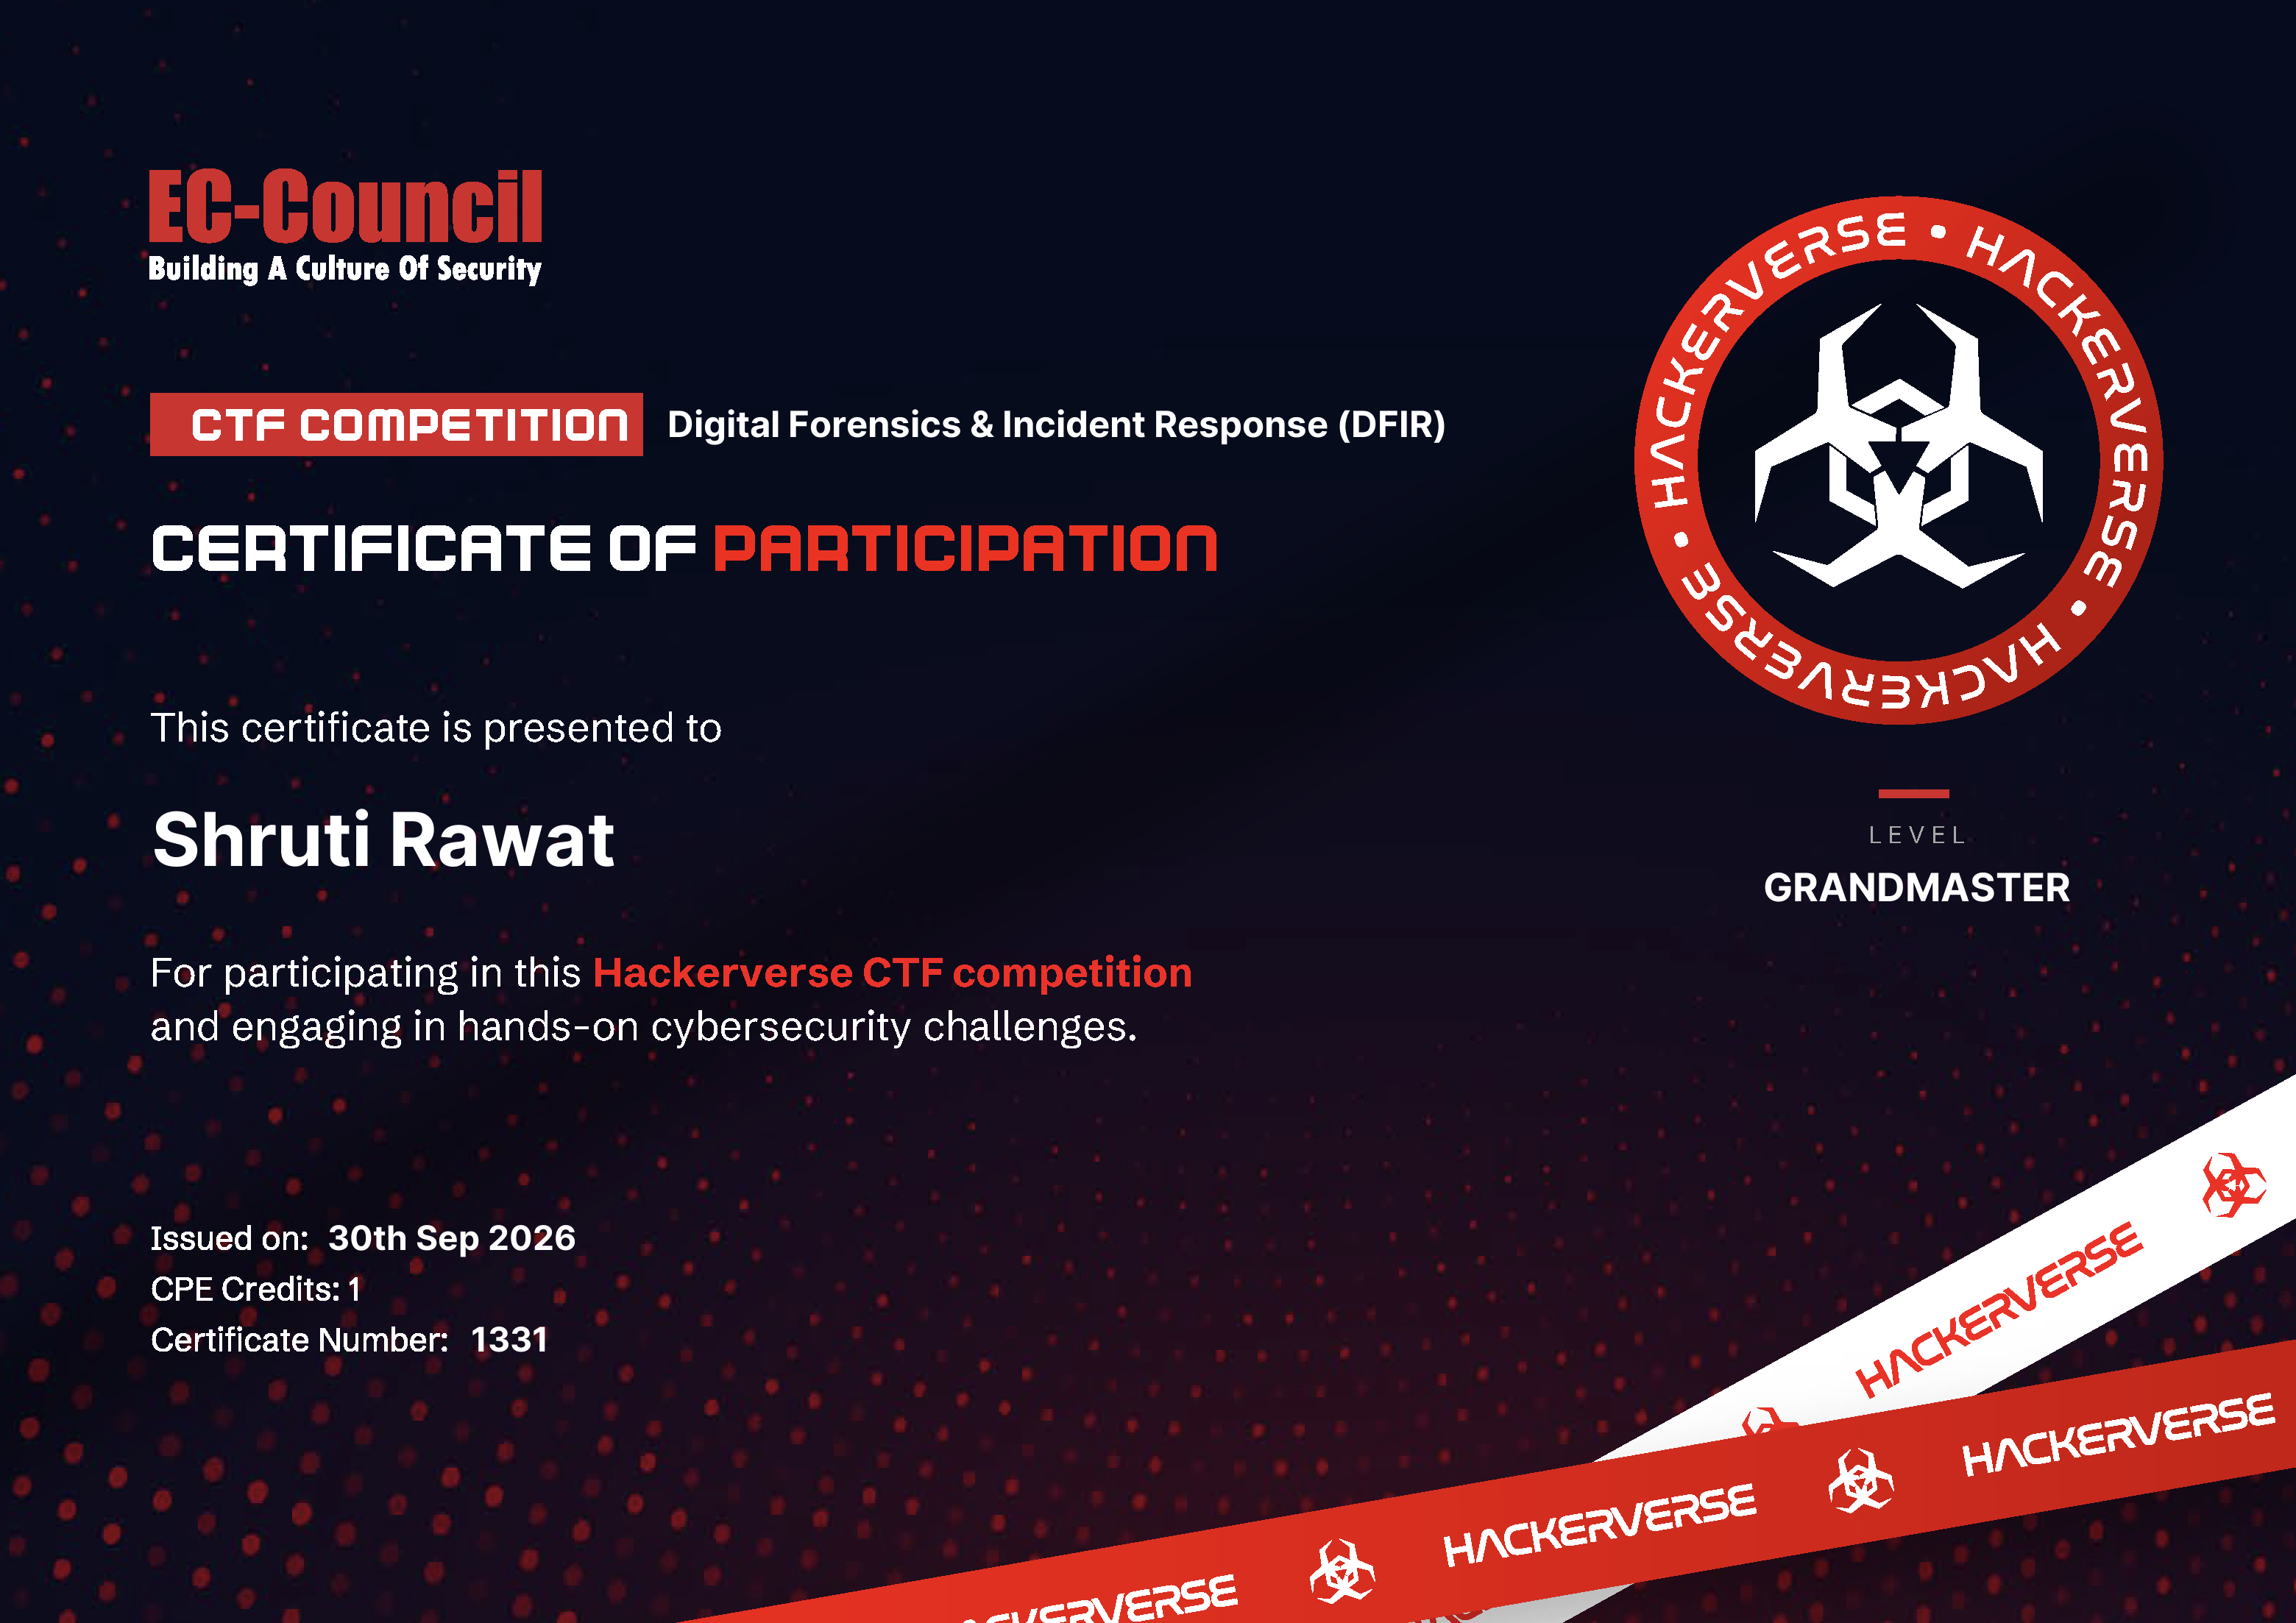 EC-Council
Building A Culture Of Security
CTF COMPETITION Digital Forensics & Incident Response (DFIR)
CERTIFICATE OF PARTICIPATION
HACKERVERSE • HACKERVERSE • HACKERVERSE •
This certificate is presented to
Shruti Rawat
LEVEL
GRANDMASTER
For participating in this Hackerverse CTF competition
and engaging in hands-on cybersecurity challenges.
Issued on: 30th Sep 2026
CPE Credits: 1
Certificate Number: 1331
HACKERVERSE
HACKERVERSE
HACKERVERSE
ACKERVERSE